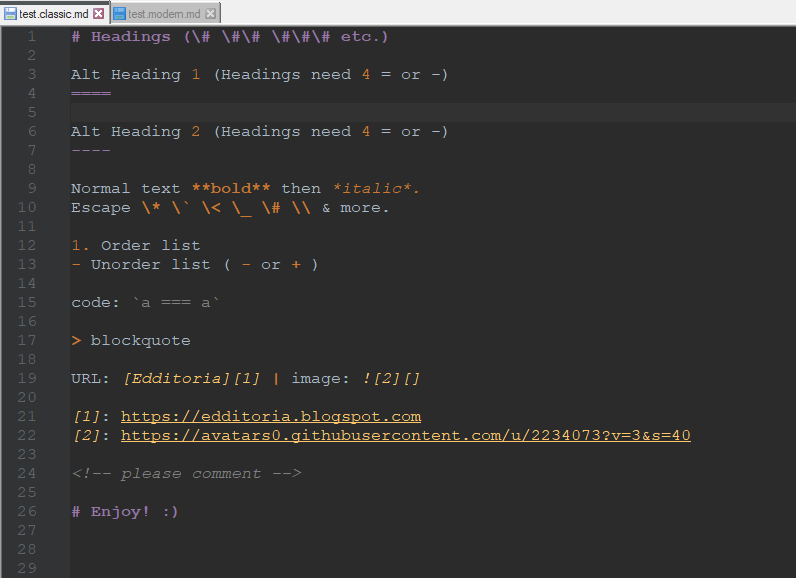 test.classic.md test.modern.md
1 # Headings (\# \#\# \#\#\# etc.)
2
3 Alt Heading 1 (Headings need 4 = or -)
4 ====
5
6 Alt Heading 2 (Headings need 4 = or -)
7 ----
8
9 Normal text **bold** then *italic*.
10 Escape \* \` \< \_ \# \\ & more.
11
12 1. Order list
13 - Unorder list ( - or + )
14
15 code: `a === a`
16
17 > blockquote
18
19 URL: [Edditoria][1] | image: ![2][]
20
21 [1]: https://edditoria.blogspot.com
22 [2]: https://avatars0.githubusercontent.com/u/2234073?v=3&s=40
23
24 <!-- please comment -->
25
26 # Enjoy! :)
27
28
29